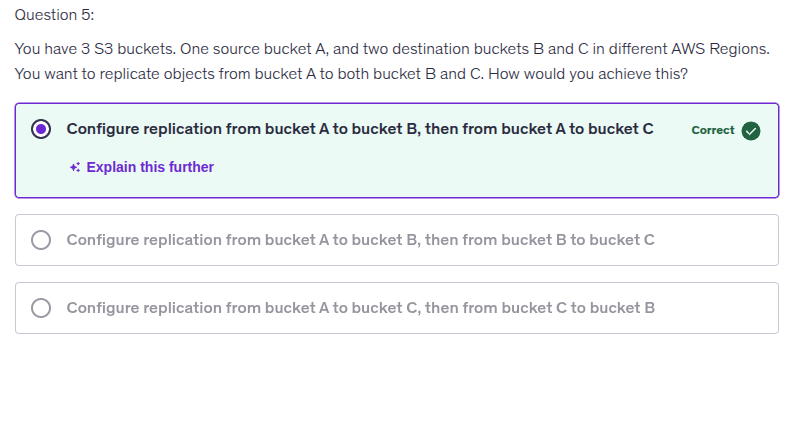 Question 5:
You have 3 S3 buckets. One source bucket A, and two destination buckets B and C in different AWS Regions.
You want to replicate objects from bucket A to both bucket B and C. How would you achieve this?
Configure replication from bucket A to bucket B, then from bucket A to bucket C
Correct
Explain this further
Configure replication from bucket A to bucket B, then from bucket B to bucket C
Configure replication from bucket A to bucket C, then from bucket C to bucket B